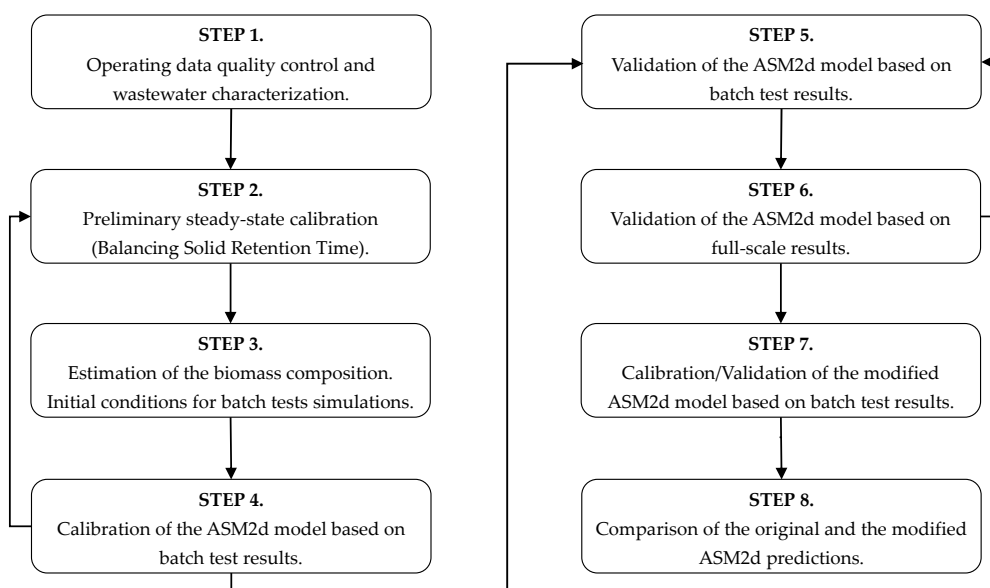 STEP 1.
Operating data quality control and
wastewater characterization.
STEP 2.
Preliminary steady-state calibration
(Balancing Solid Retention Time).
STEP 3.
Estimation of the biomass composition.
Initial conditions for batch tests simulations.
STEP 4.
Calibration of the ASM2d model based on
batch test results.
STEP 5.
Validation of the ASM2d model based on
batch test results.
STEP 6.
Validation of the ASM2d model based on
full-scale results.
STEP 7.
Calibration/Validation of the modified
ASM2d model based on batch test results.
STEP 8.
Comparison of the original and the modified
ASM2d predictions.